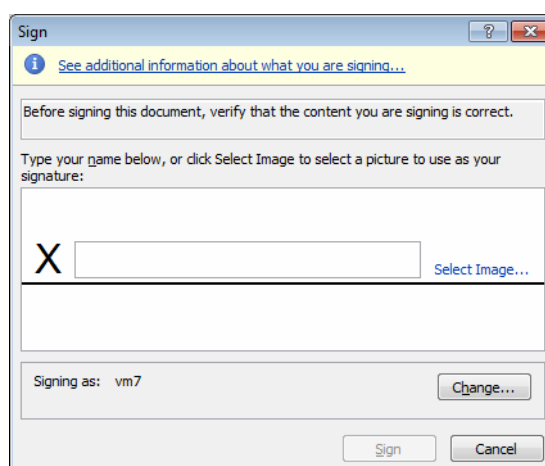 Sign
?
See additional information about what you are signing...
Before signing this document, verify that the content you are signing is correct.
Type your name below, or click Select Image to select a picture to use as your
signature:
X
Select Image...
Signing as: vm7
Change...
Sign
Cancel